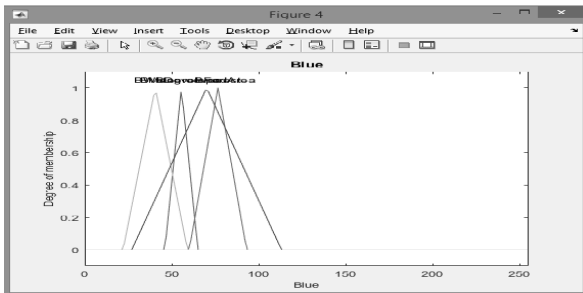 Figure 4
File Edit View Insert Tools Desktop Window Help
Blue
1
0.8
0.6
0.4
0.2
0
Degree of membership
0 50 100 150 200 250
Blue